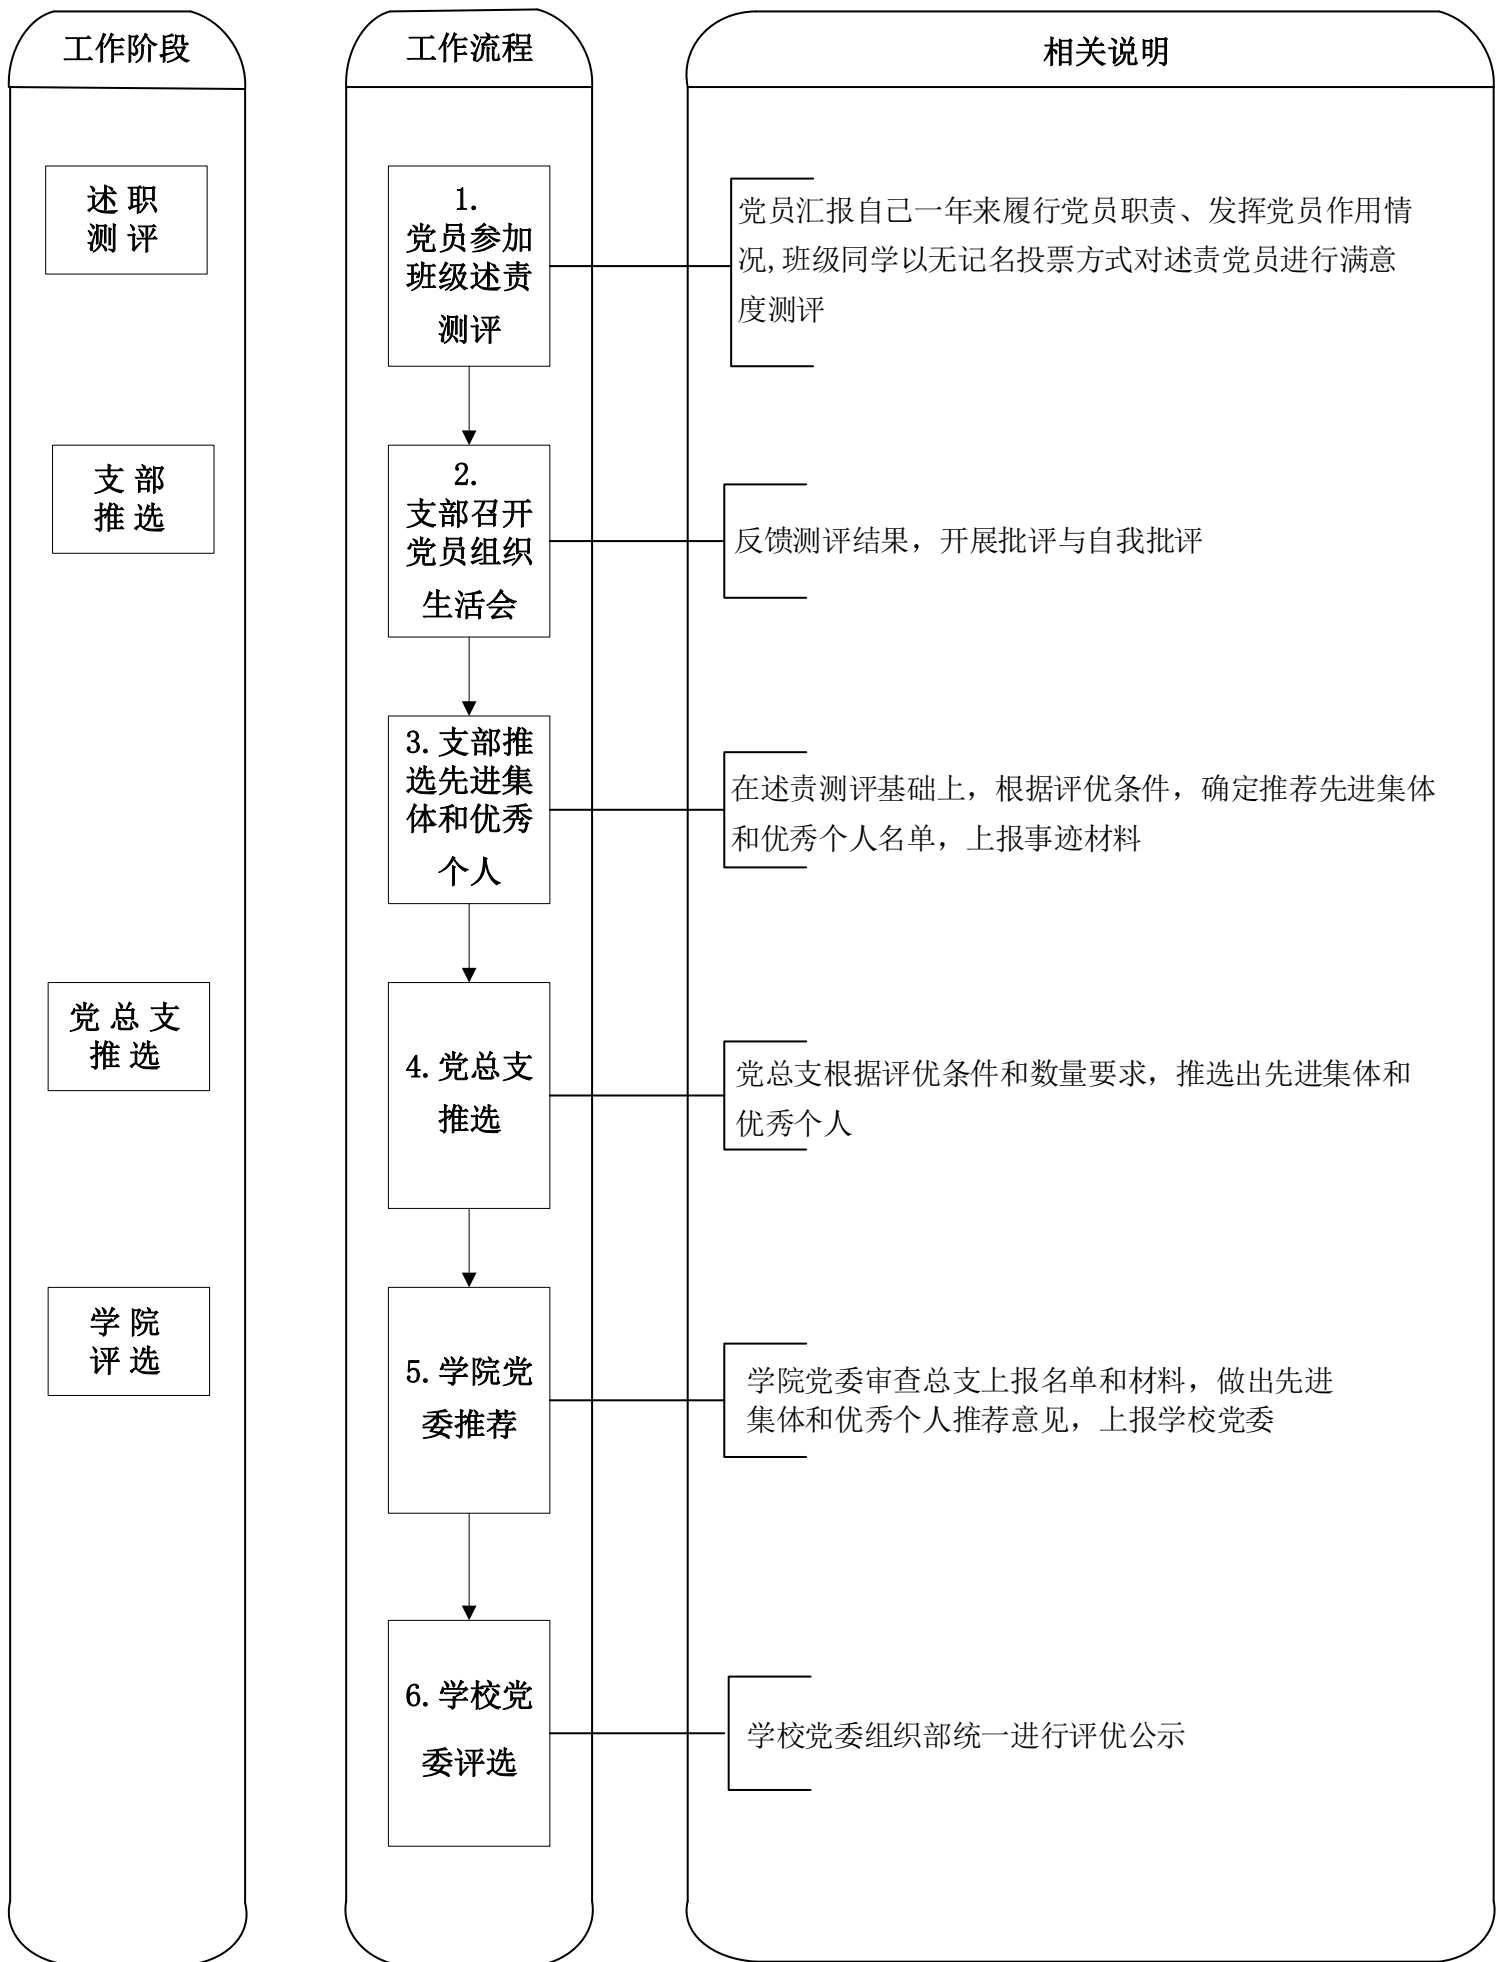 工作阶段
工作流程
相关说明
述 职
测 评
1.
党员参加
班级述责
测评
党员汇报自己一年来履行党员职责、发挥党员作用情
况,班级同学以无记名投票方式对述责党员进行满意
度测评
支 部
推 选
2.
支部召开
党员组织
生活会
反馈测评结果，开展批评与自我批评
3.支部推
选先进集
体和优秀
个人
在述责测评基础上，根据评优条件，确定推荐先进集体
和优秀个人名单，上报事迹材料
党 总 支
推 选
4.党总支
推选
党总支根据评优条件和数量要求，推选出先进集体和
优秀个人
学 院
评 选
5.学院党
委推荐
学院党委审查总支上报名单和材料，做出先进
集体和优秀个人推荐意见，上报学校党委
6.学校党
委评选
学校党委组织部统一进行评优公示